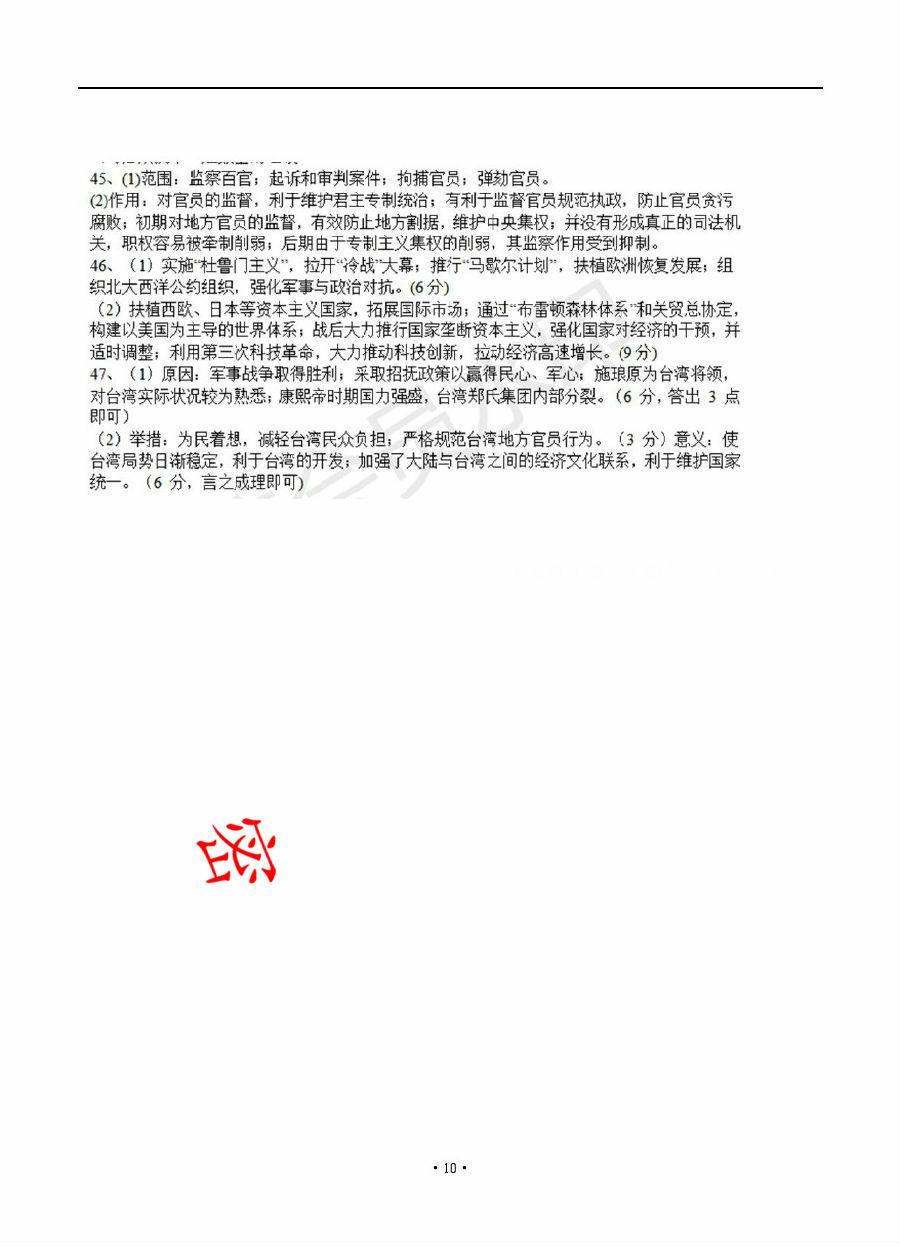 45、(1)范围：监察百官；起诉和审判案件；拘捕官员；弹劾官员。
(2)作用：对官员的监督，利于维护君主专制统治；有利于监督官员规范执政，防止官员贪污
腐败；初期对地方官员的监督，有效防止地方割据，维护中央集权；并没有形成真正的司法机
关，职权容易被牵制削弱；后期由于专制主义集权的削弱，其监察作用受到抑制。
46、（1）实施“杜鲁门主义”，拉开“冷战”大幕；推行“马歇尔计划”，扶植欧洲恢复发展；组
织北大西洋公约组织，强化军事与政治对抗。(6分)
（2）扶植西欧、日本等资本主义国家，拓展国际市场；通过“布雷顿森林体系”和关贸总协定，
构建以美国为主导的世界体系；战后大力推行国家垄断资本主义，强化国家对经济的干预，并
适时调整；利用第三次科技革命，大力推动科技创新，拉动经济高速增长。(9分)
47、（1）原因：军事战争取得胜利；采取招抚政策以赢得民心、军心；施琅原为台湾将领，
对台湾实际状况较为熟悉；康熙帝时期国力强盛，台湾郑氏集团内部分裂。（6 分，答出 3 点
即可）
（2）举措：为民着想，减轻台湾民众负担；严格规范台湾地方官员行为。（3 分）意义：使
台湾局势日渐稳定，利于台湾的开发；加强了大陆与台湾之间的经济文化联系，利于维护国家
统一。（6 分，言之成理即可)
密
·10·